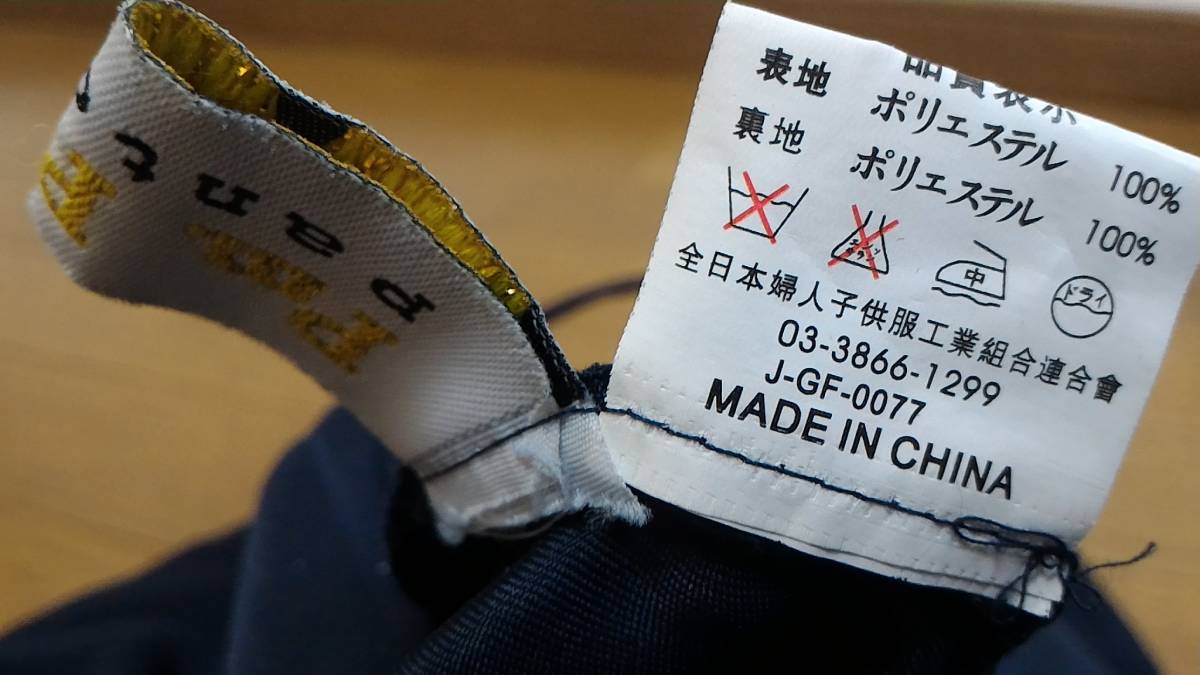 品質表示
表地 ポリエステル 100%
裏地 ポリエステル 100%
中 ドライ
全日本婦人子供服工業組合連合會
03-3866-1299
J-GF-0077
MADE IN CHINA